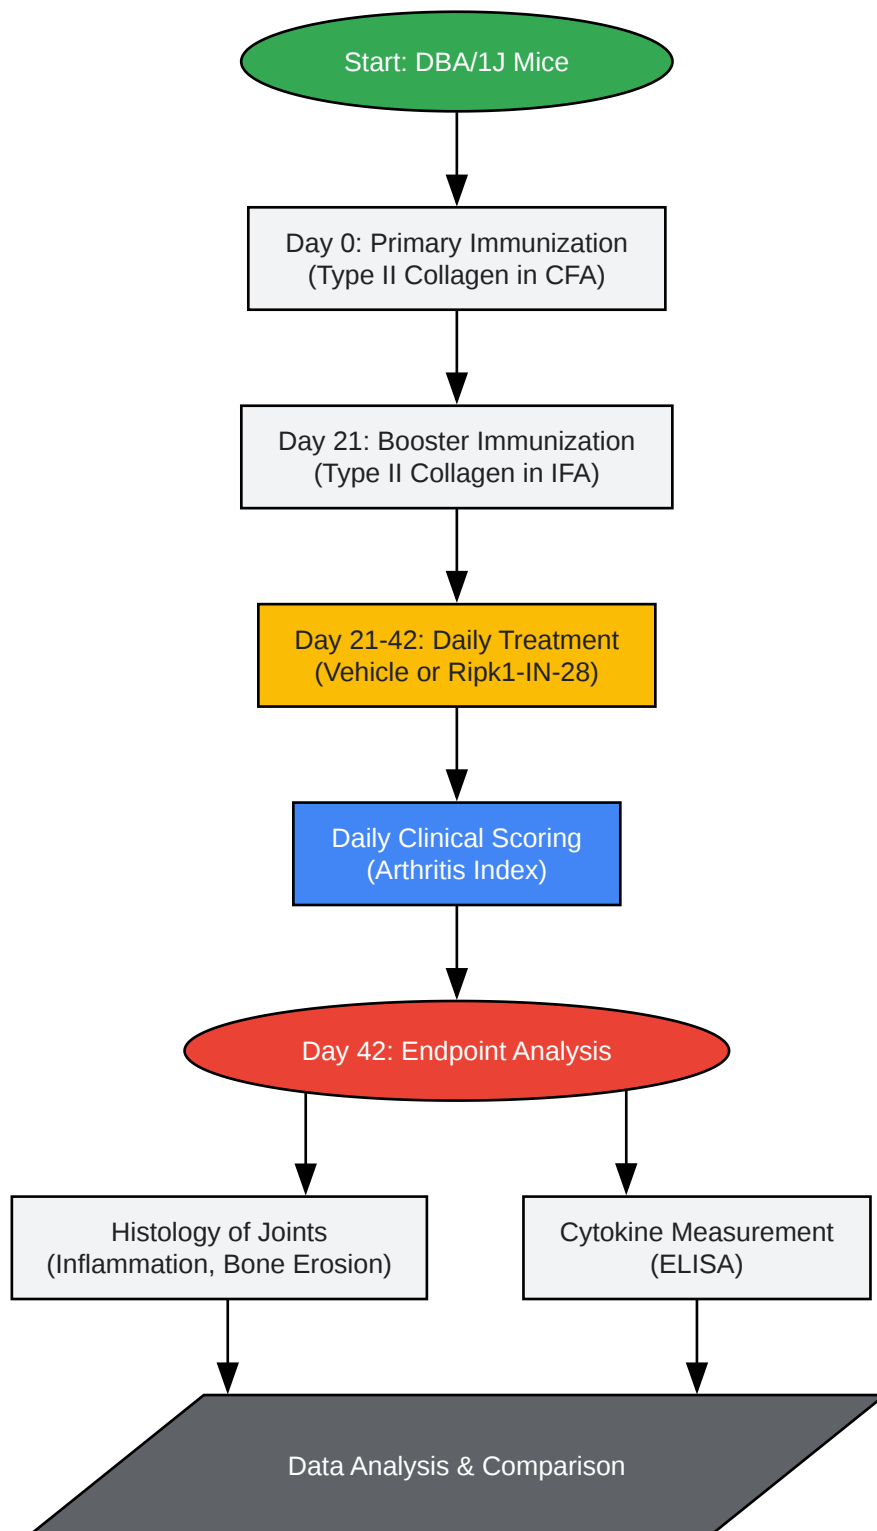 Start: DBA/1J Mice
Day 0: Primary Immunization
(Type II Collagen in CFA)
Day 21: Booster Immunization
(Type II Collagen in IFA)
Day 21-42: Daily Treatment
(Vehicle or Ripk1-IN-28)
Daily Clinical Scoring
(Arthritis Index)
Day 42: Endpoint Analysis
Histology of Joints
(Inflammation, Bone Erosion)
Cytokine Measurement
(ELISA)
Data Analysis & Comparison